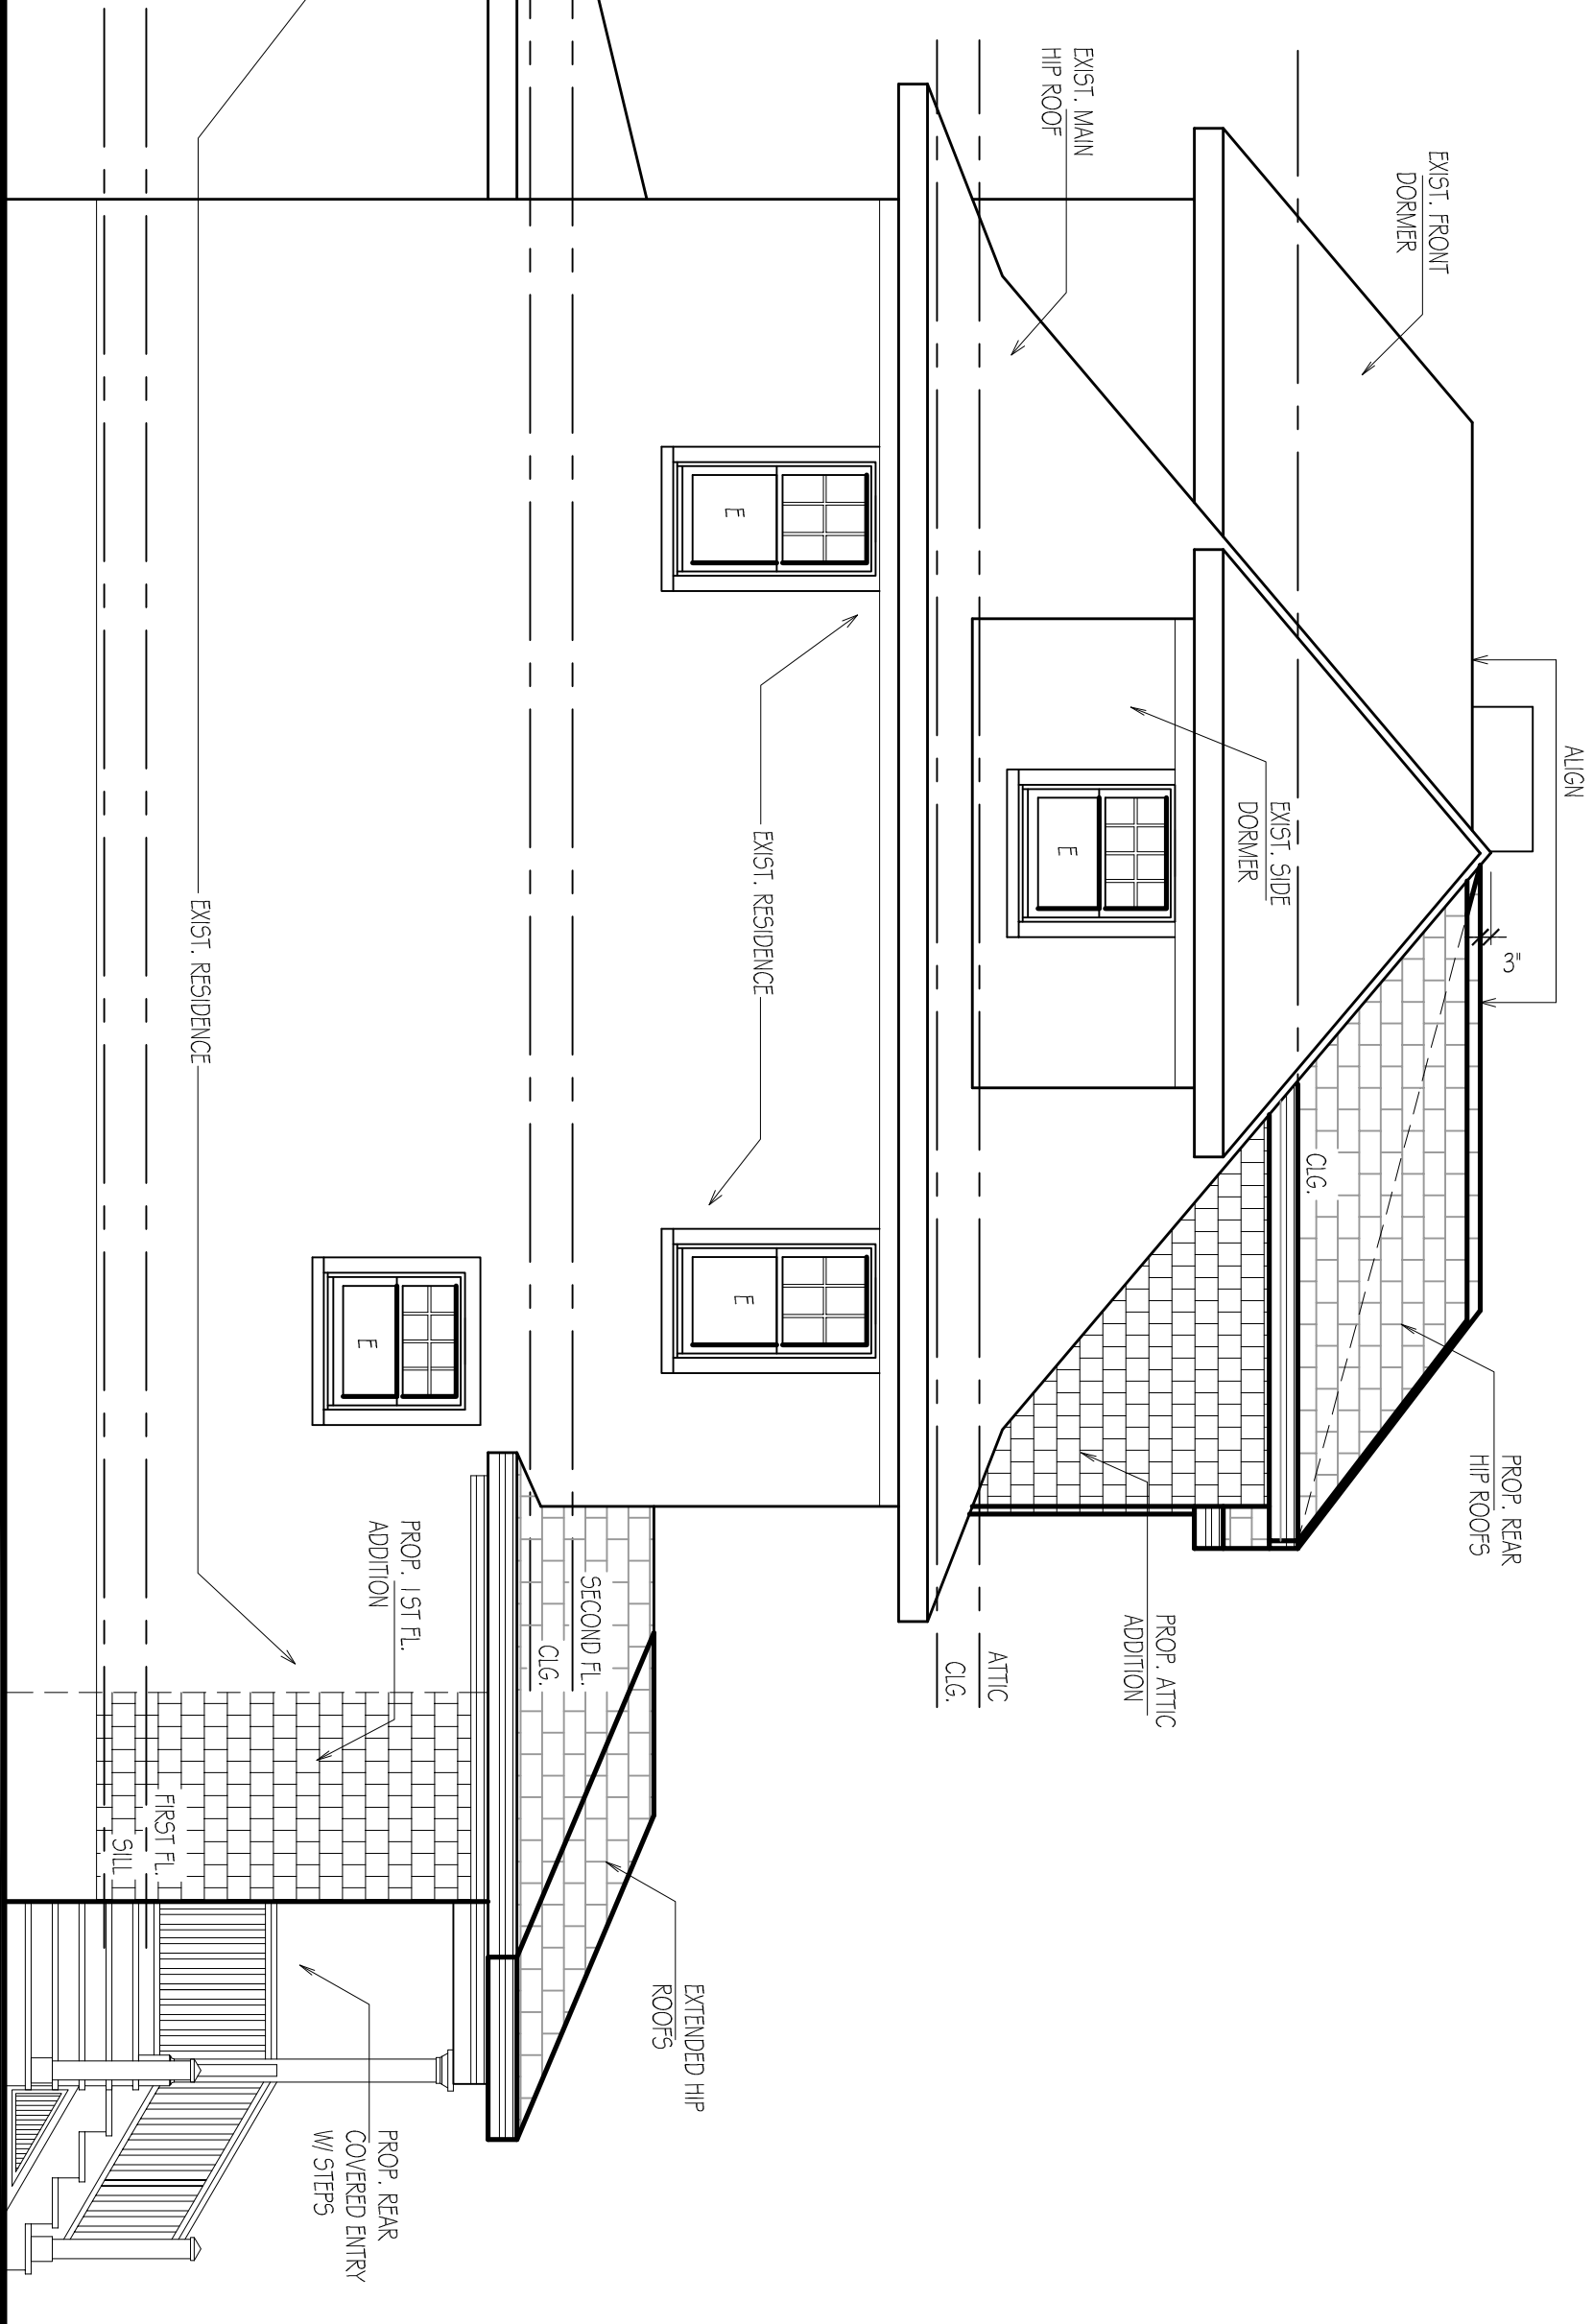 ALIGN
3"
EXIST. FRONT
DORMER
PROP. REAR
HIP ROOFS
CLG.
EXIST. SIDE
DORMER
EXIST. MAIN
HIP ROOF
E
PROP. ATTIC
ADDITION
ATTIC
CLG.
E
E
EXIST. RESIDENCE
EXTENDED HIP
ROOFS
SECOND FL.
CLG.
E
PROP. 1ST FL.
ADDITION
PROP. REAR
COVERED ENTRY
W/ STEPS
EXIST. RESIDENCE
FIRST FL.
SILL